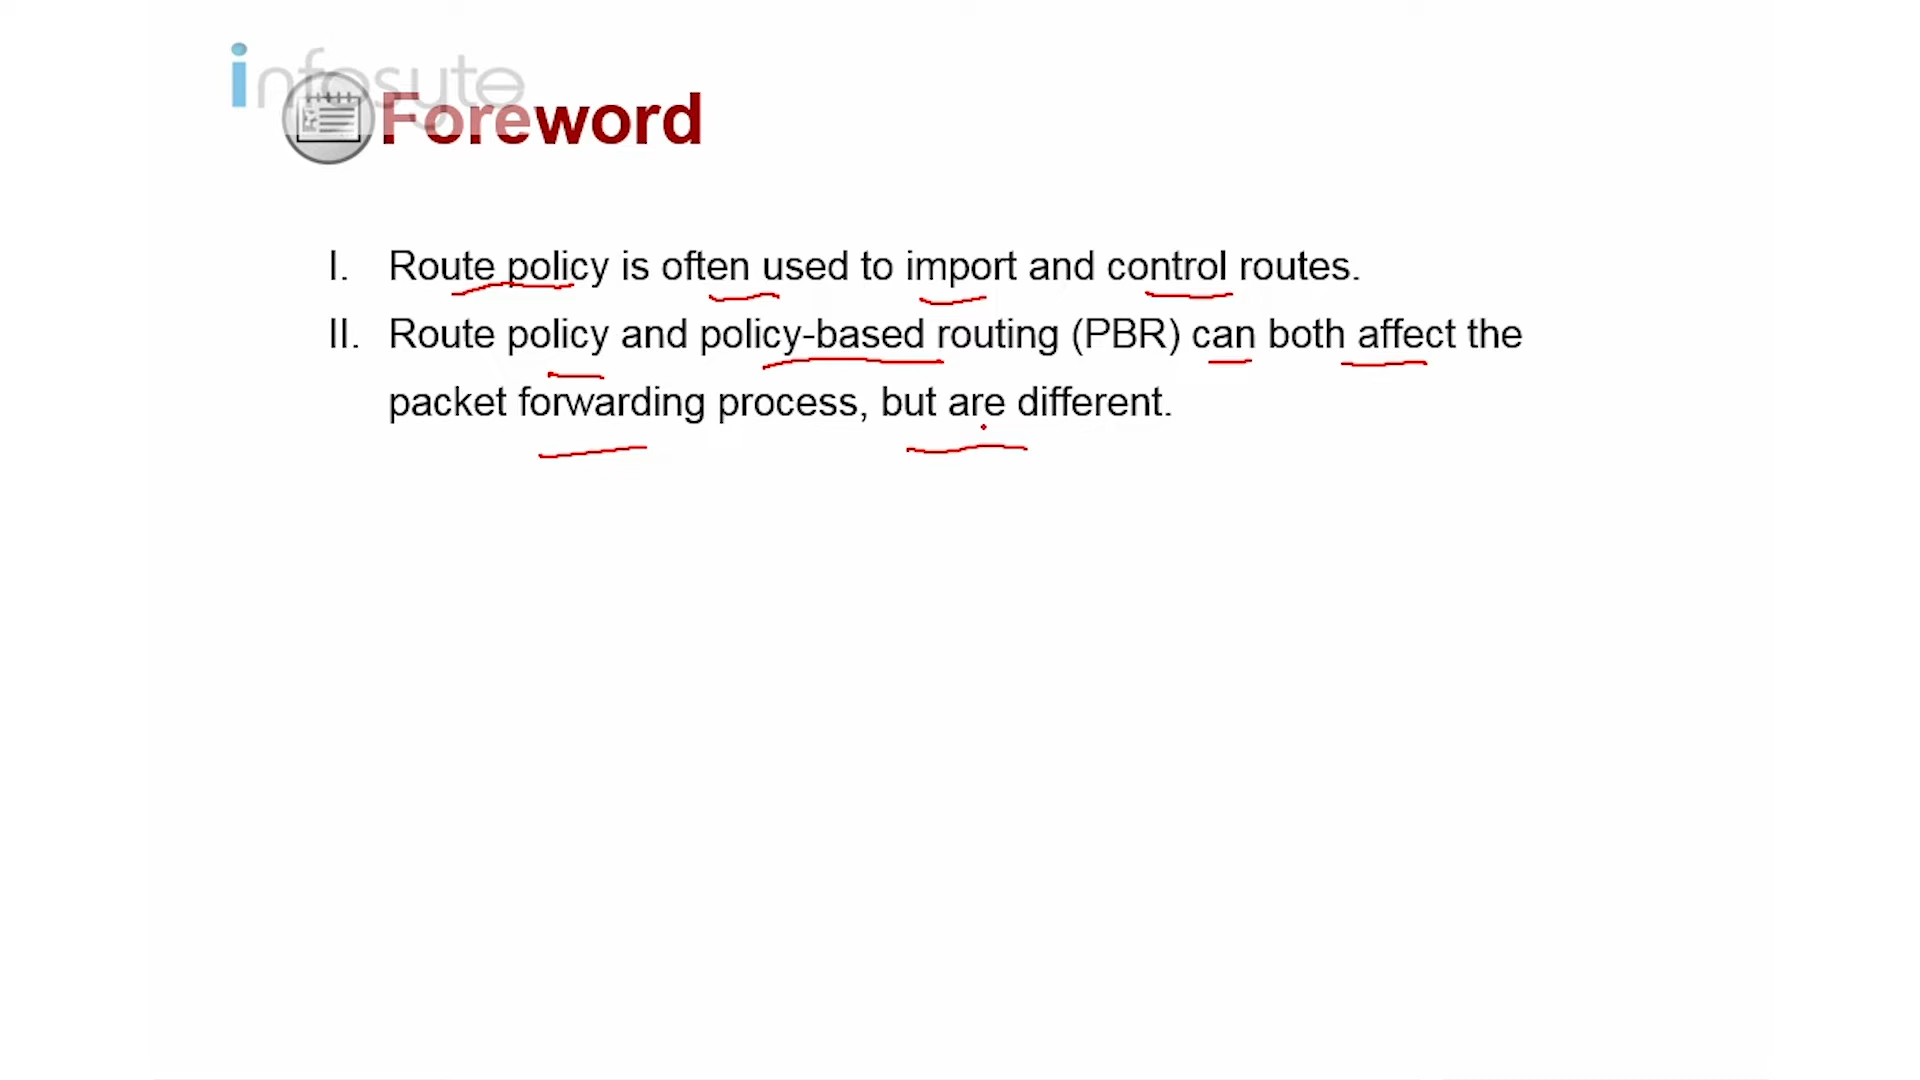 infosyte
Foreword
I. Route policy is often used to import and control routes.
II. Route policy and policy-based routing (PBR) can both affect the
packet forwarding process, but are different.